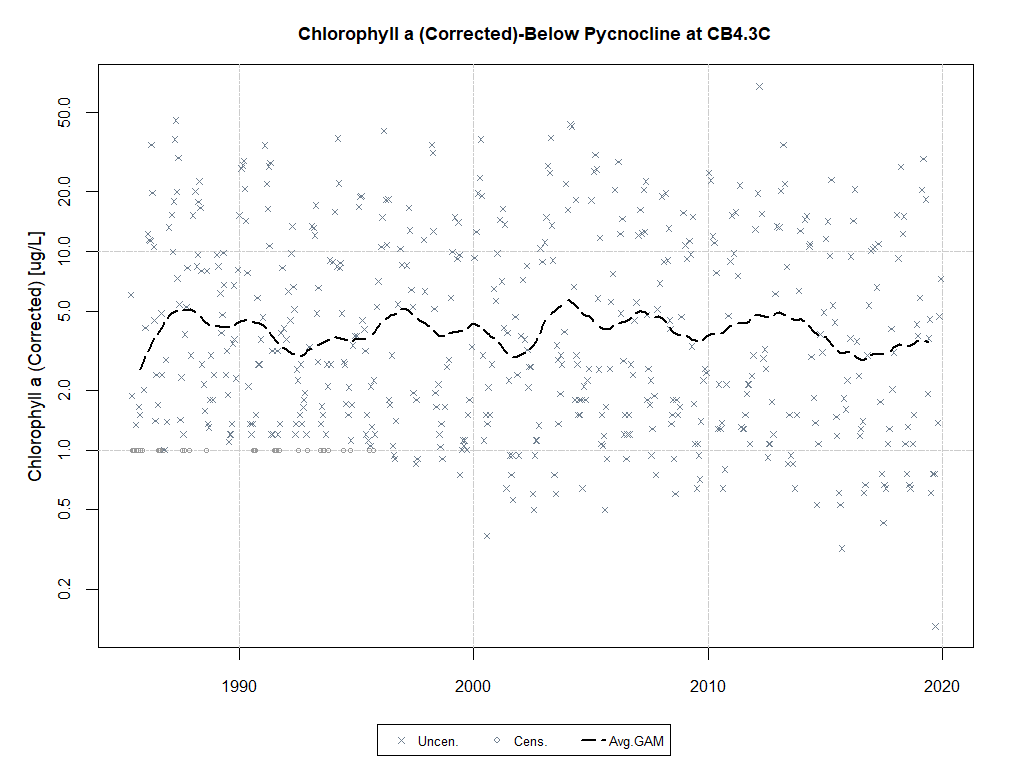 Chlorophyll a (Corrected)-Below Pycnocline at CB4.3C
Chlorophyll a (Corrected) [ug/L]
50.0
20.0
10.0
5.0
2.0
1.0
0.5
0.2
1990 2000 2010 2020
Uncen. Cens. Avg.GAM